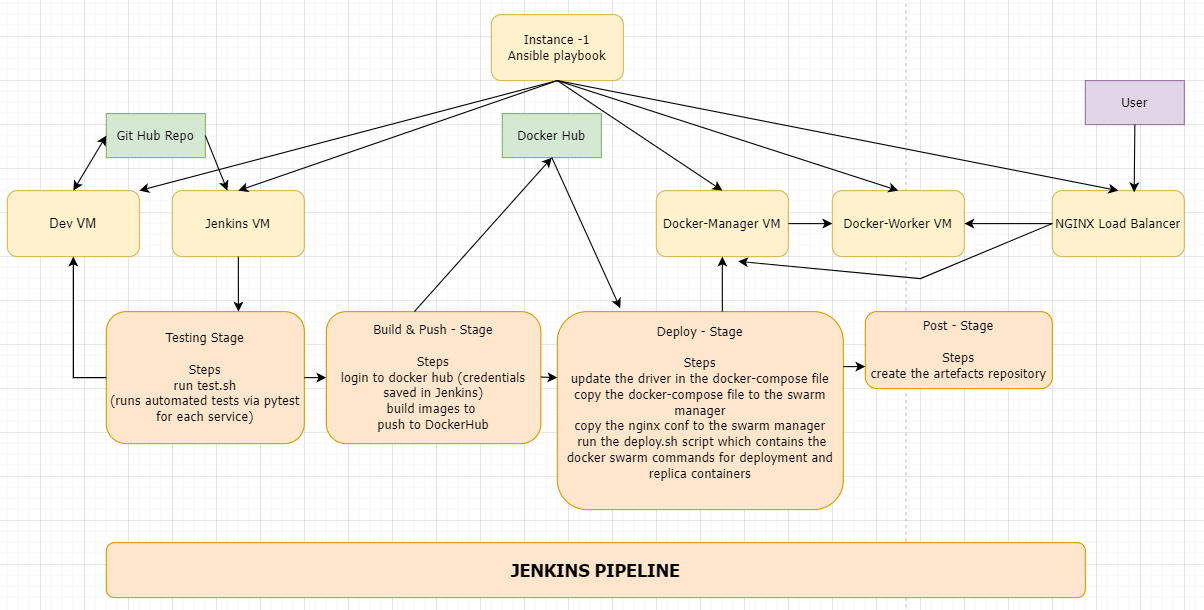 Instance -1
Ansible playbook
User
Git Hub Repo
Docker Hub
Dev VM
Jenkins VM
Docker-Manager VM
Docker-Worker VM
NGINX Load Balancer
Testing Stage
Steps
run test.sh
(runs automated tests via pytest
for each service)
Build & Push - Stage
Steps
login to docker hub (credentials
saved in Jenkins)
build images to
push to DockerHub
Deploy - Stage
Steps
update the driver in the docker-compose file
copy the docker-compose file to the swarm
manager
copy the nginx conf to the swarm manager
run the deploy.sh script which contains the
docker swarm commands for deployment and
replica containers
Post - Stage
Steps
create the artefacts repository
JENKINS PIPELINE